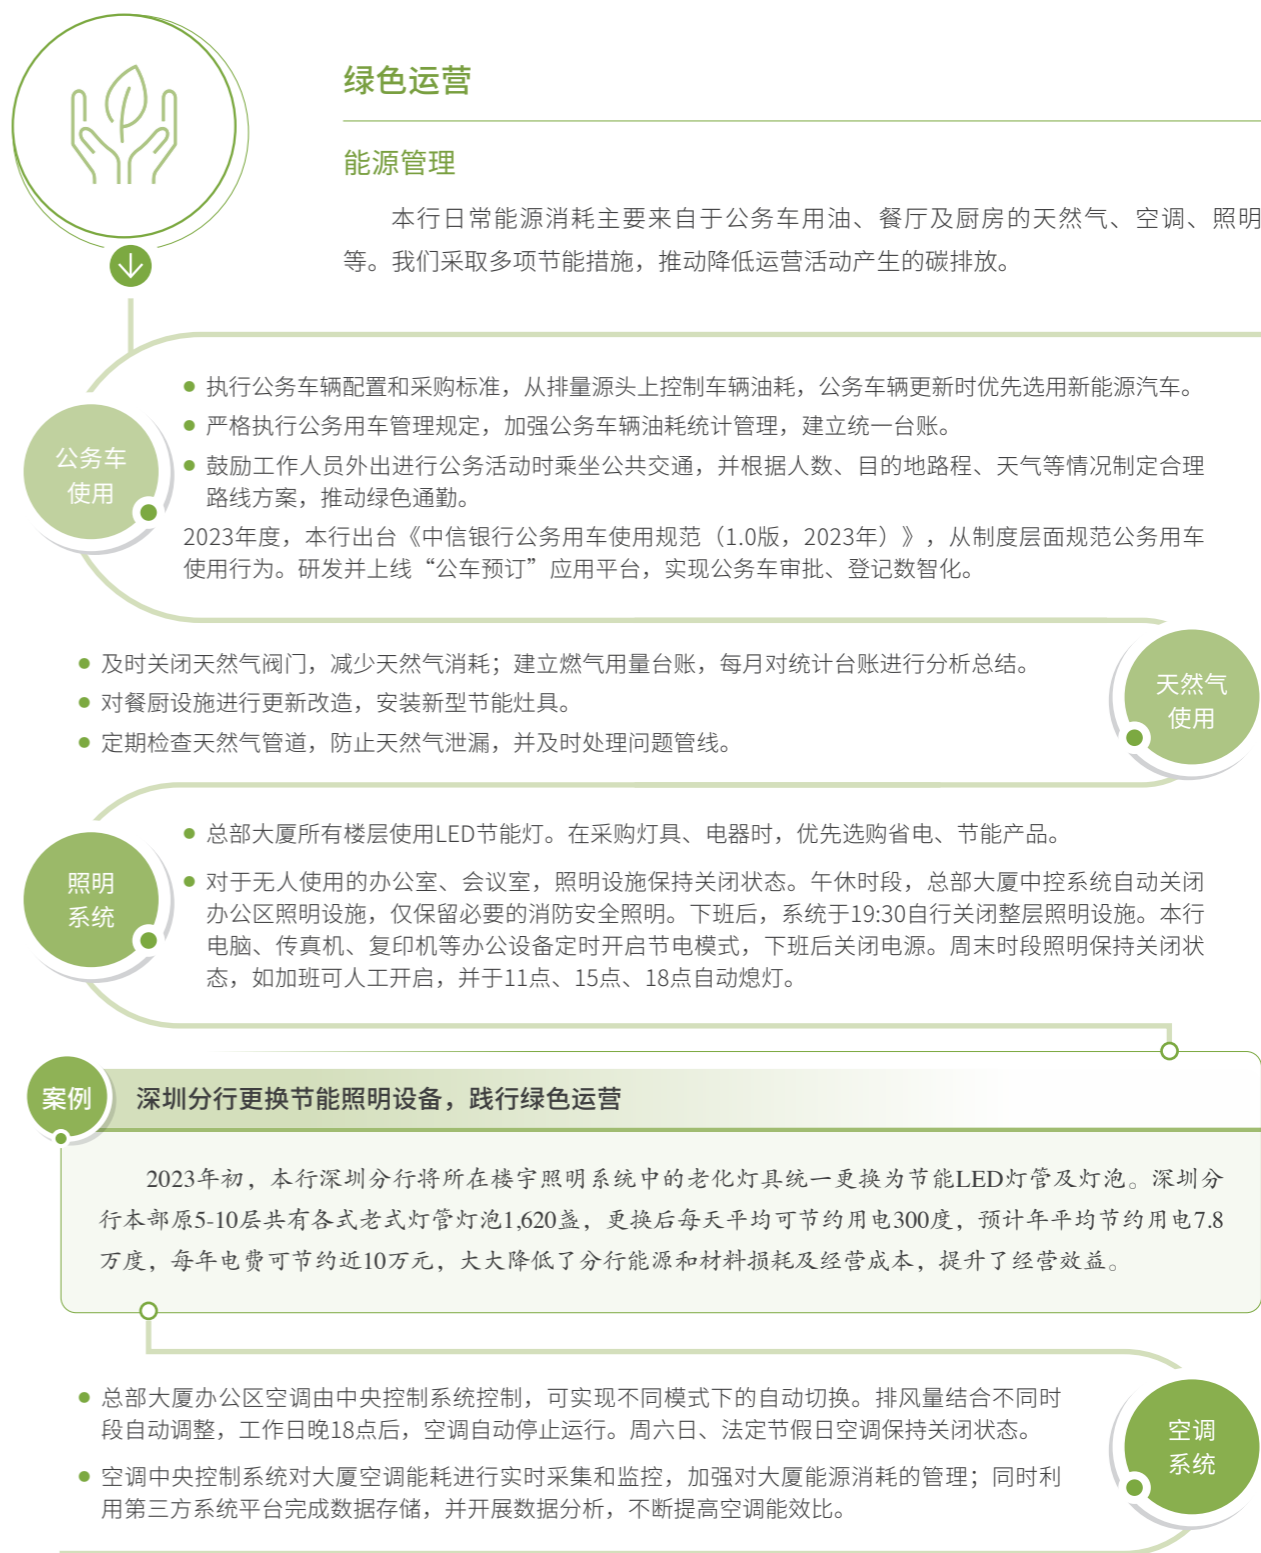 绿色运营
能源管理
本行日常能源消耗主要来自于公务车用油、餐厅及厨房的天然气、空调、照明
等。我们采取多项节能措施，推动降低运营活动产生的碳排放。
公务车
使用
执行公务车辆配置和采购标准，从排量源头上控制车辆油耗，公务车辆更新时优先选用新能源汽车。
严格执行公务用车管理规定，加强公务车辆油耗统计管理，建立统一台账。
鼓励工作人员外出进行公务活动时乘坐公共交通，并根据人数、目的地路程、天气等情况制定合理
路线方案，推动绿色通勤。
2023年度，本行出台《中信银行公务用车使用规范（1.0版，2023年）》，从制度层面规范公务用车
使用行为。研发并上线“公车预订”应用平台，实现公务车审批、登记数智化。
天然气
使用
及时关闭天然气阀门，减少天然气消耗；建立燃气用量台账，每月对统计台账进行分析总结。
对餐厨设施进行更新改造，安装新型节能灶具。
定期检查天然气管道，防止天然气泄漏，并及时处理问题管线。
照明
系统
总部大厦所有楼层使用LED节能灯。在采购灯具、电器时，优先选购省电、节能产品。
对于无人使用的办公室、会议室，照明设施保持关闭状态。午休时段，总部大厦中控系统自动关闭
办公区照明设施，仅保留必要的消防安全照明。下班后，系统于19:30自行关闭整层照明设施。本行
电脑、传真机、复印机等办公设备定时开启节电模式，下班后关闭电源。周末时段照明保持关闭状
态，如加班可人工开启，并于11点、15点、18点自动熄灯。
案例
深圳分行更换节能照明设备，践行绿色运营
2023年初，本行深圳分行将所在楼宇照明系统中的老化灯具统一更换为节能LED灯管及灯泡。深圳分
行本部原5-10层共有各式老式灯管灯泡1,620盏，更换后每天平均可节约用电300度，预计年平均节约用电7.8
万度，每年电费可节约近10万元，大大降低了分行能源和材料损耗及经营成本，提升了经营效益。
空调
系统
总部大厦办公区空调由中央控制系统控制，可实现不同模式下的自动切换。排风量结合不同时
段自动调整，工作日晚18点后，空调自动停止运行。周六日、法定节假日空调保持关闭状态。
空调中央控制系统对大厦空调能耗进行实时采集和监控，加强对大厦能源消耗的管理；同时利
用第三方系统平台完成数据存储，并开展数据分析，不断提高空调能效比。